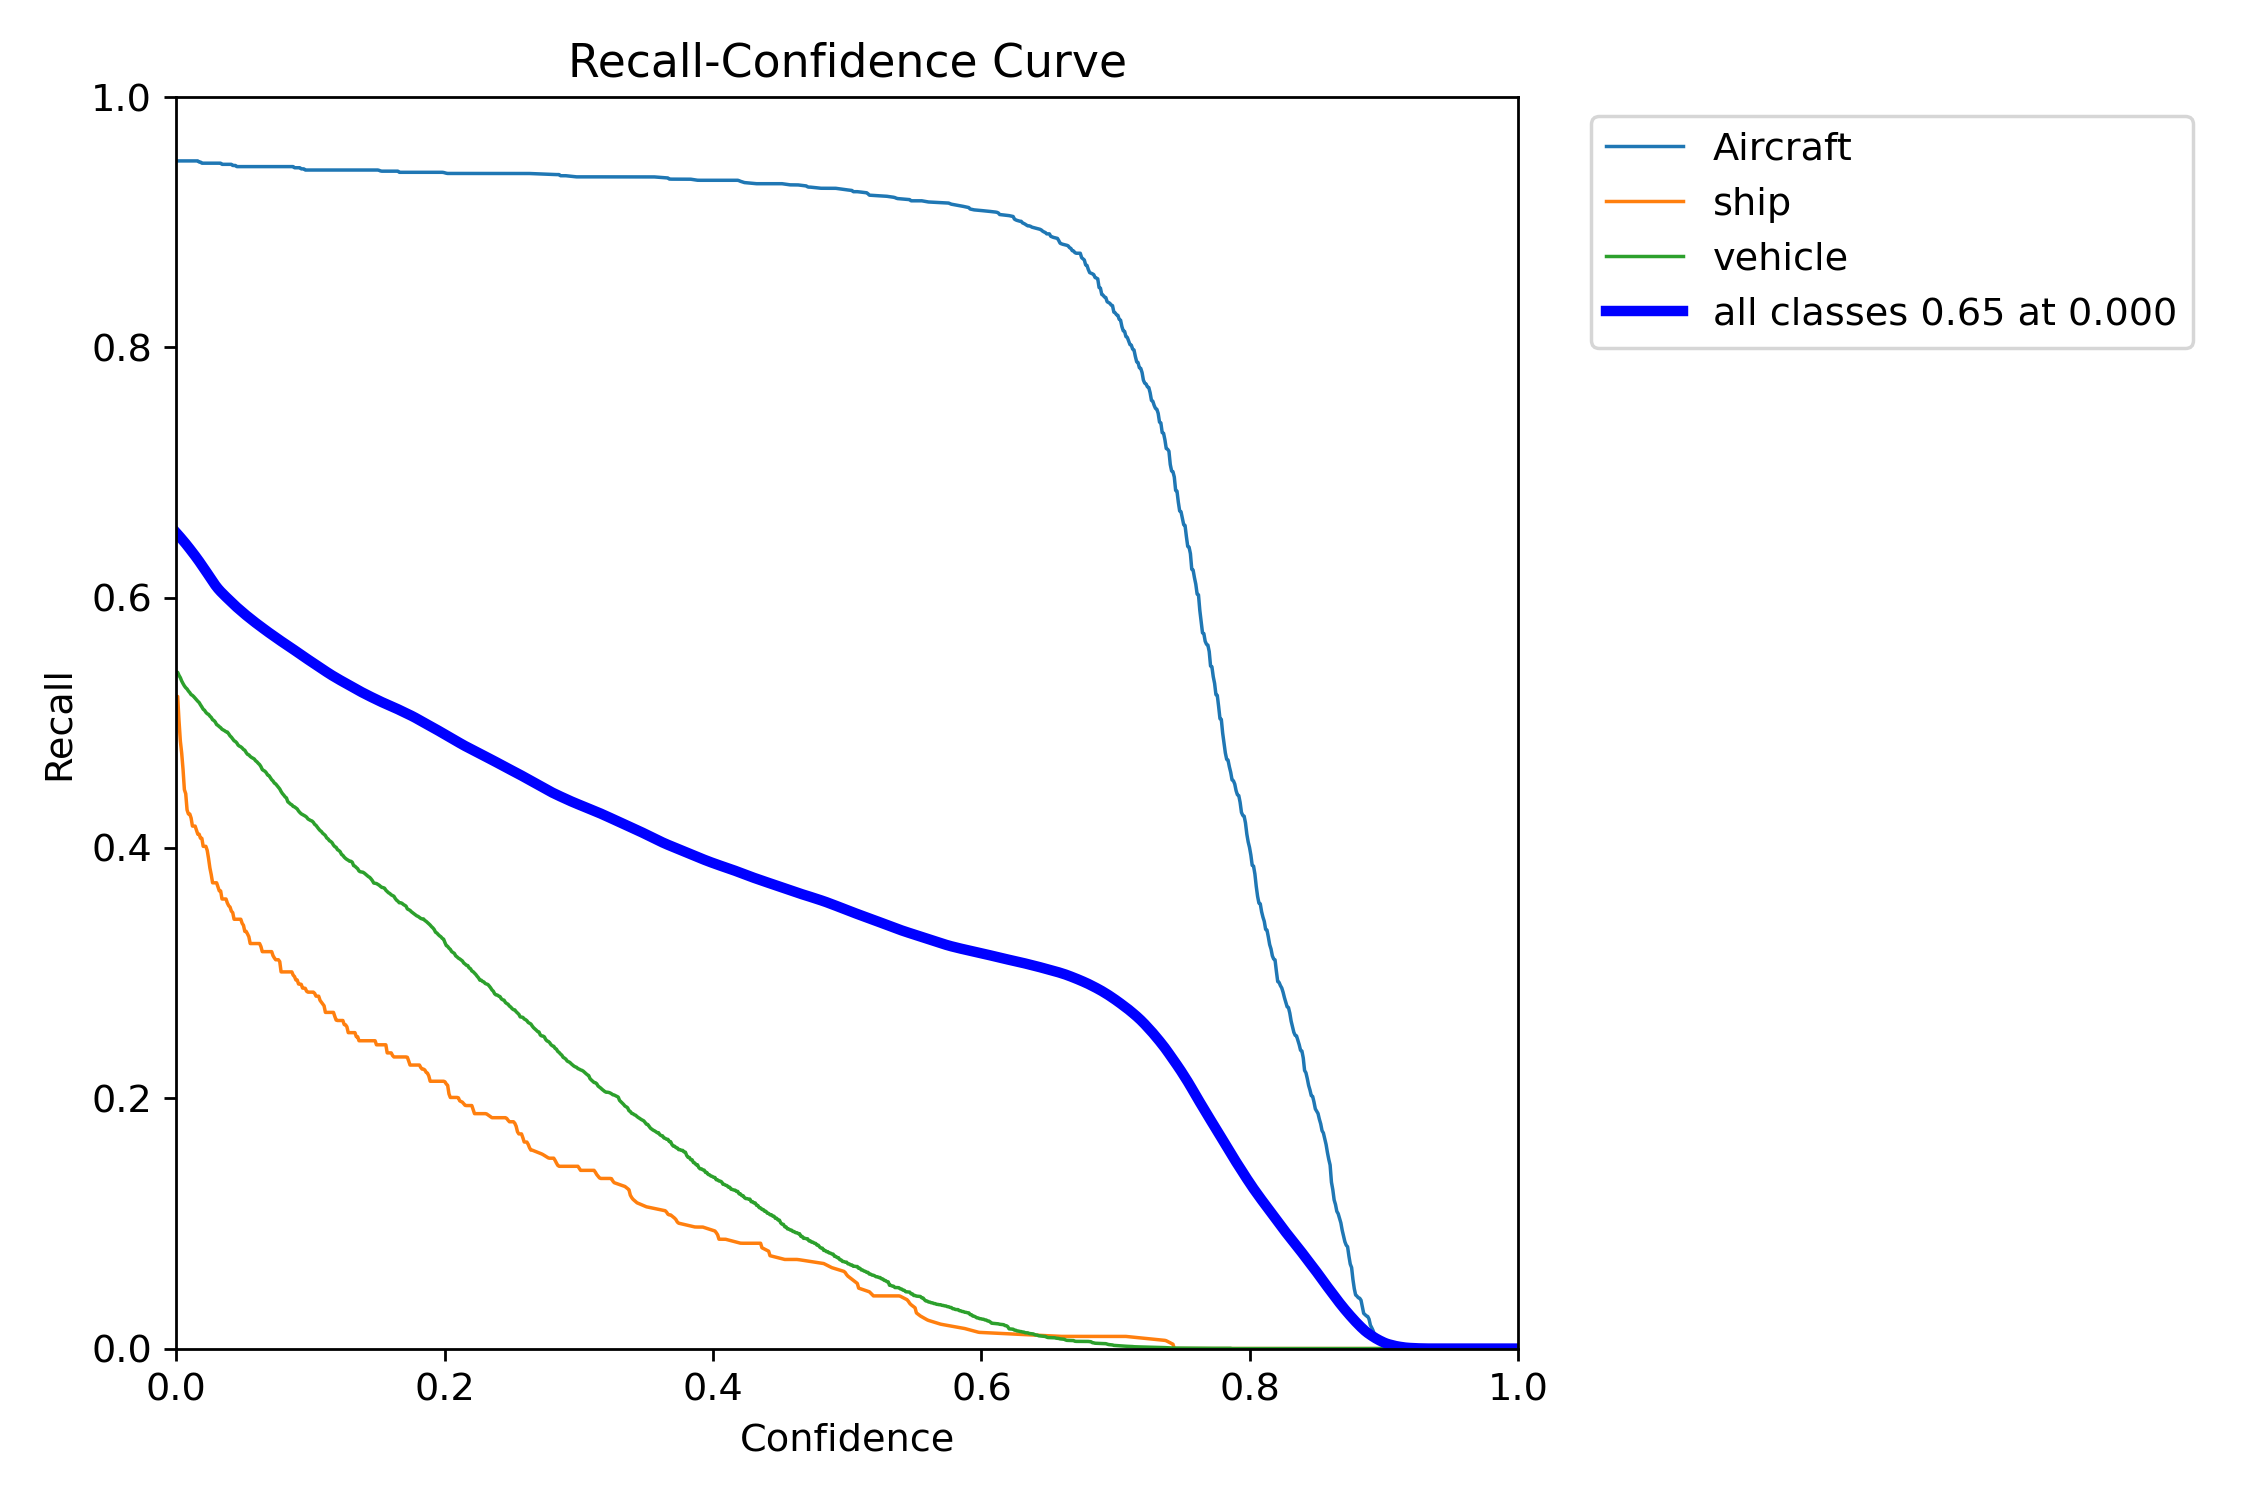 Recall-Confidence Curve
1.0
0.8
0.6
0.4
0.2
0.0
Recall
0.0 0.2 0.4 0.6 0.8 1.0
Confidence
Aircraft
ship
vehicle
all classes 0.65 at 0.000